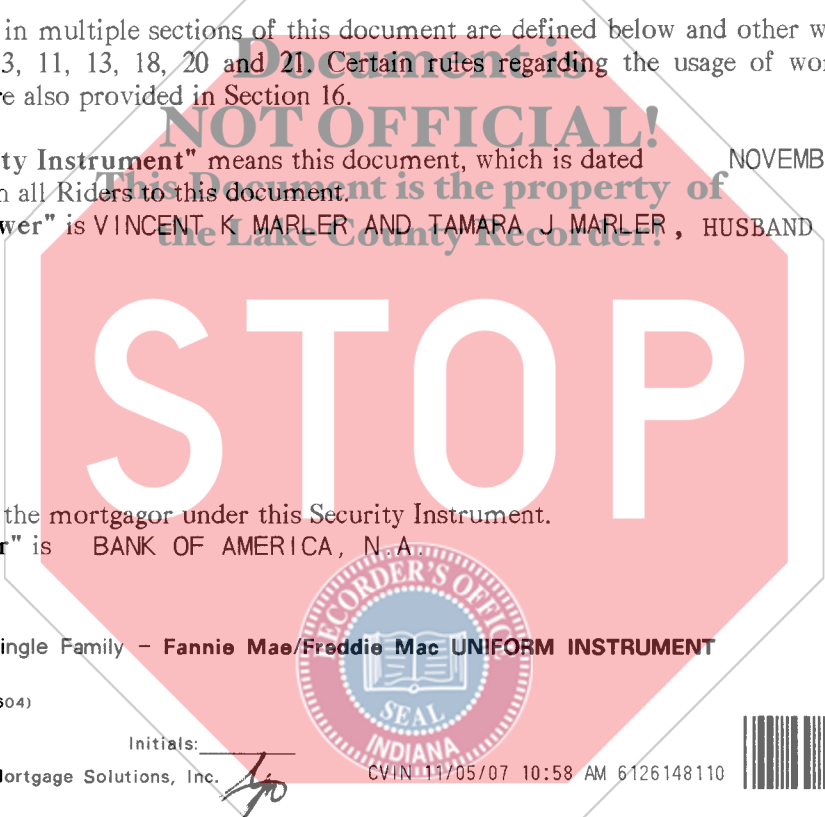 in multiple sections of this document are defined below and other w
3, 11, 13, 18, 20 and 21. Certain rules regarding the usage of wor
e also provided in Section 16.
Document is
NOT OFFICIAL!
This Document is the property of
the Lake County Recorder!
ty Instrument" means this document, which is dated NOVEMB
all Riders to this document.
wer" is VINCENT K MARLER AND TAMARA J MARLER, HUSBAND
STOP
the mortgagor under this Security Instrument.
r" is BANK OF AMERICA, N.A.
RECORDER'S OFFICE
SEAL
INDIANA
ingle Family - Fannie Mae/Freddie Mac UNIFORM INSTRUMENT
604)
Initials:
ortgage Solutions, Inc.
CVIN 11/05/07 10:58 AM 6126148110